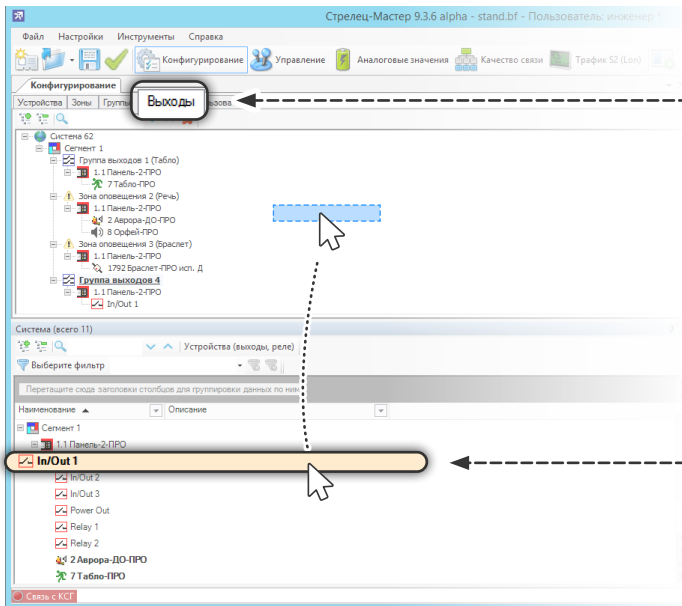 Стрелец-Мастер 9.3.6 alpha - stand.bf - Пользователь: инженер *
Файл Настройки Инструменты Справка
Конфигурирование Управление Аналоговые значения Качество связи Трафик S2 (Lon)
Конфигурирование
Устройства Зоны Группы Выходы
Система 62
Сегмент 1
Группа выходов 1 (Табло)
1.1 Панель-2-ПРО
7 Табло-ПРО
Зона оповещения 2 (Речь)
1.1 Панель-2-ПРО
2 Аврора-ДО-ПРО
8 Орфей-ПРО
Зона оповещения 3 (Браслет)
1.1 Панель-2-ПРО
1792 Браслет-ПРО исп. Д
Группа выходов 4
1.1 Панель-2-ПРО
In/Out 1
Система (всего 11)
Устройства (выходы, реле)
Выберите фильтр
Перетащите сюда заголовки столбцов для группировки данных по ним
Наименование Описание
Сегмент 1
1.1 Панель-2-ПРО
In/Out 1
In/Out 2
In/Out 3
Power Out
Relay 1
Relay 2
2 Аврора-ДО-ПРО
7 Табло-ПРО
Связь с КСГ